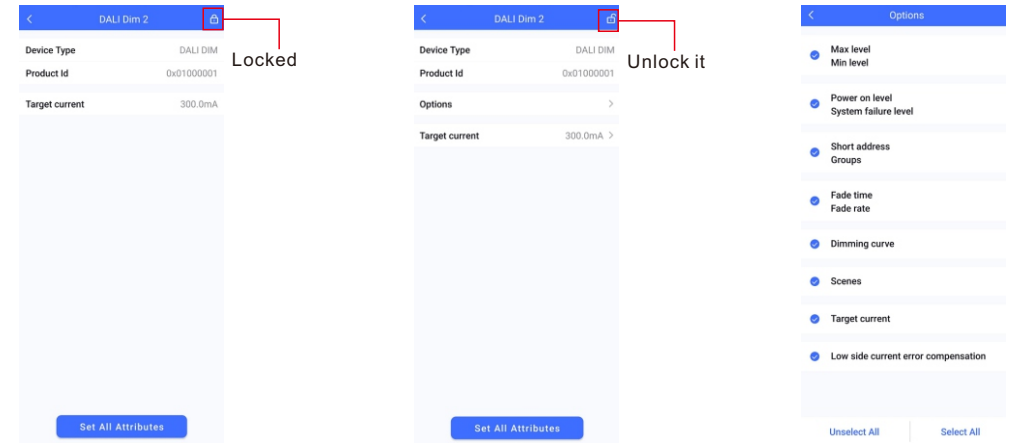 DALI Dim 2
Device Type DALI DIM
Product Id 0x01000001
Target current 300.0mA
Set All Attributes
Locked
DALI Dim 2
Device Type DALI DIM
Product Id 0x01000001
Options
Target current 300.0mA
Set All Attributes
Unlock it
Options
Max level
Min level
Power on level
System failure level
Short address
Groups
Fade time
Fade rate
Dimming curve
Scenes
Target current
Low side current error compensation
Unselect All Select All